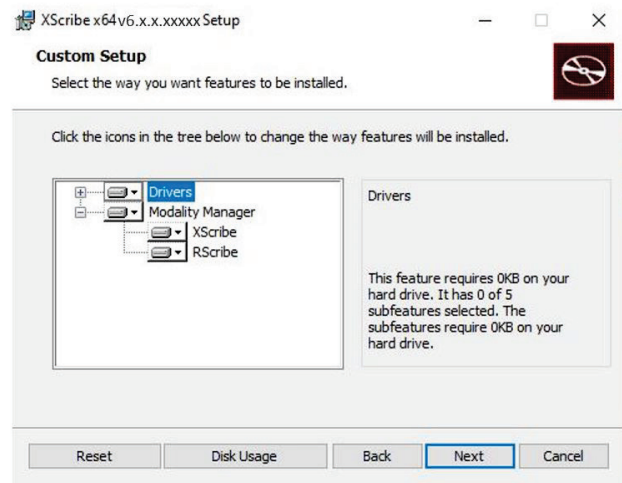 XScribe x64 v6.x.x.xxxxx Setup
Custom Setup
Select the way you want features to be installed.
Click the icons in the tree below to change the way features will be installed.
Drivers
Modality Manager
XScribe
RScribe
Drivers
This feature requires 0KB on your
hard drive. It has 0 of 5
subfeatures selected. The
subfeatures require 0KB on your
hard drive.
Reset
Disk Usage
Back
Next
Cancel